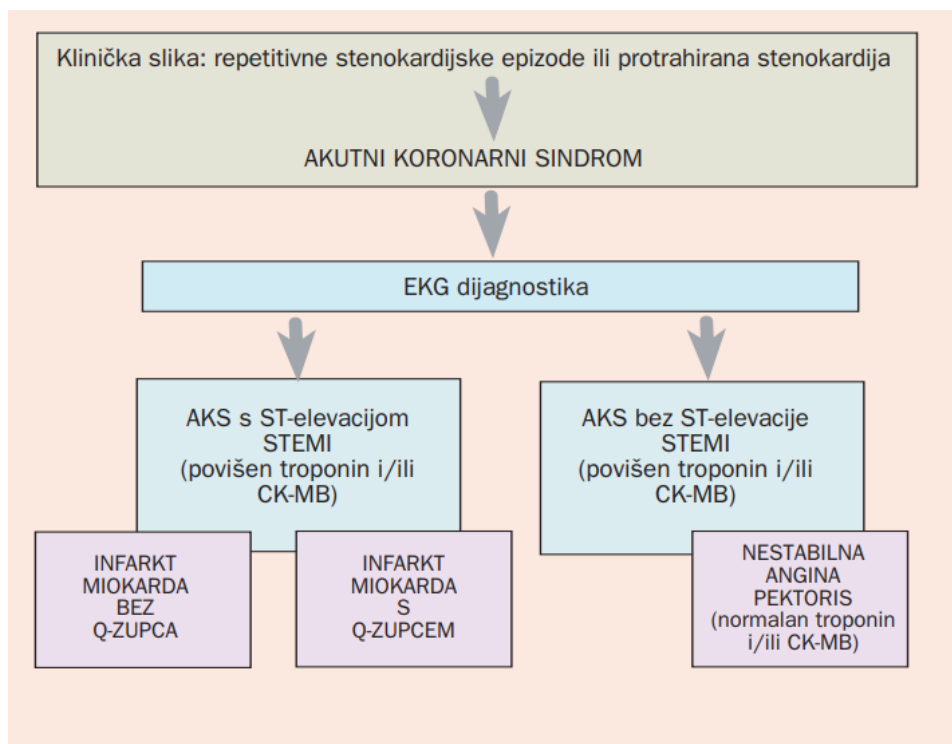 Klinička slika: repetitivne stenokardijske epizode ili protrahirana stenokardija
AKUTNI KORONARNI SINDROM
EKG dijagnostika
AKS s ST-elevacijom
STEMI
(povišen troponin i/ili
CK-MB)
AKS bez ST-elevacije
STEMI
(povišen troponin i/ili
CK-MB)
INFARKT
MIOKARDA
BEZ
Q-ZUPCA
INFARKT
MIOKARDA
S
Q-ZUPCEM
NESTABILNA
ANGINA
PEKTORIS
(normalan troponin
i/ili CK-MB)